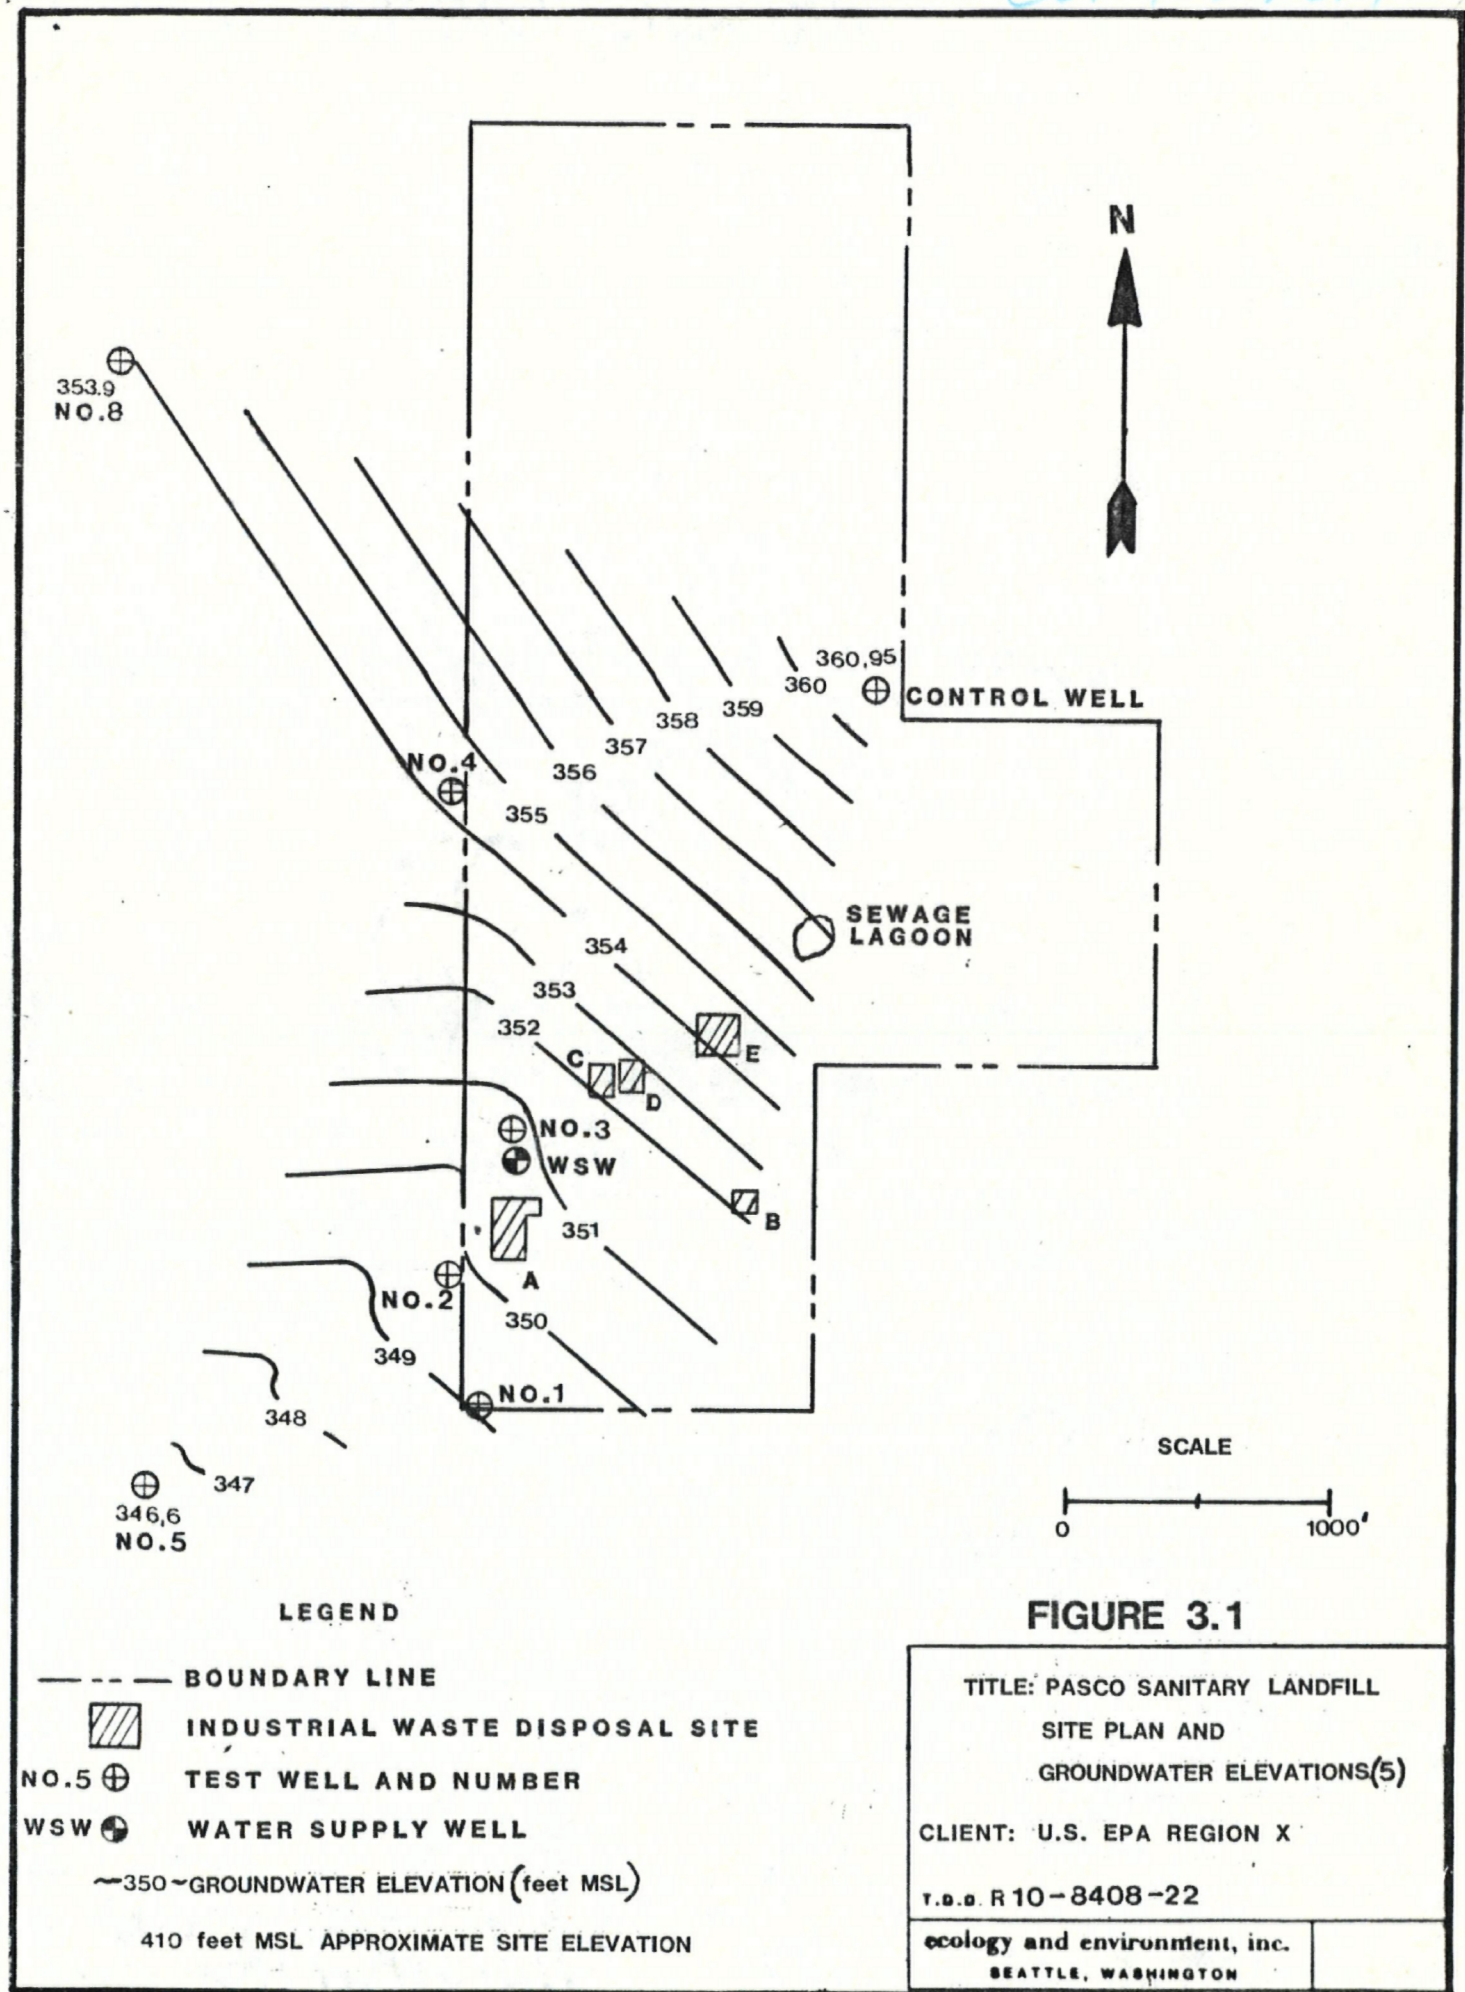 N
353.9
NO.8
360,95
360
CONTROL WELL
359
358
357
NO.4
356
355
SEWAGE
LAGOON
354
353
352
C
E
D
NO.3
WSW
B
351
A
NO.2
350
349
NO.1
348
347
346,6
NO.5
SCALE
0
1000'
LEGEND
BOUNDARY LINE
INDUSTRIAL WASTE DISPOSAL SITE
NO.5 TEST WELL AND NUMBER
WSW WATER SUPPLY WELL
~350~GROUNDWATER ELEVATION (feet MSL)
410 feet MSL APPROXIMATE SITE ELEVATION
FIGURE 3.1
TITLE: PASCO SANITARY LANDFILL
SITE PLAN AND
GROUNDWATER ELEVATIONS(5)
CLIENT: U.S. EPA REGION X
T.D.D. R10-8408-22
ecology and environment, inc.
SEATTLE, WASHINGTON